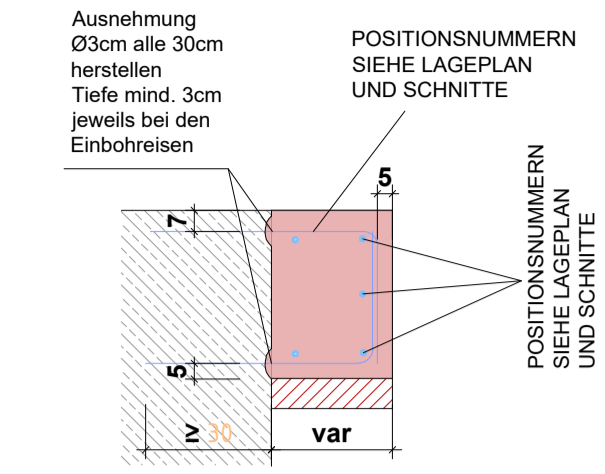 Ausnehmung
Ø3cm alle 30cm
herstellen
Tiefe mind. 3cm
jeweils bei den
Einbohreisen
POSITIONSNUMMERN
SIEHE LAGEPLAN
UND SCHNITTE
5
7
POSITIONSNUMMERN
SIEHE LAGEPLAN
UND SCHNITTE
5
≥ 30
var